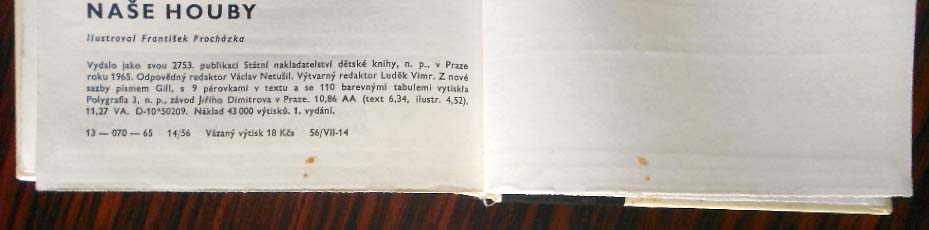 NAŠE HOUBY
Ilustroval František Procházka
Vydalo jako svou 2753. publikaci Státní nakladatelství dětské knihy, n. p., v Praze
roku 1965. Odpovědný redaktor Václav Netušil. Výtvarný redaktor Luděk Vimr. Z nové
sazby písmem Gill, s 9 pérovkami v textu a se 110 barevnými tabulemi vytiskla
Polygrafia 3, n. p., závod Jiřího Dimitrova v Praze. 10,86 AA (text 6,34, ilustr. 4,52),
11,27 VA. D-10*50209. Náklad 43 000 výtisků. 1. vydání.
13 — 070 — 65 14/56 Vázaný výtisk 18 Kčs 56/VII-14